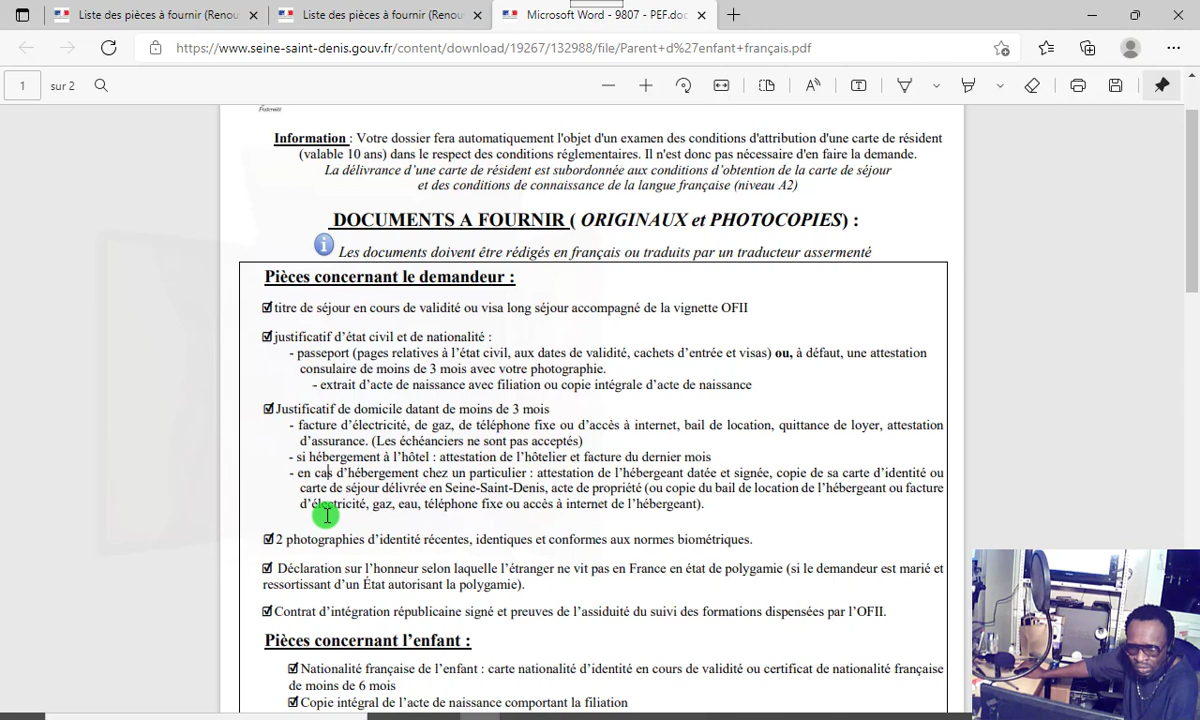 Liste des pièces à fournir (Renou
Liste des pièces à fournir (Renou
Microsoft Word - 9807 - PEF.doc
https://www.seine-saint-denis.gouv.fr/content/download/19267/132988/file/Parent+d%27enfant+français.pdf
1 sur 2
Fraternité
Information : Votre dossier fera automatiquement l'objet d'un examen des conditions d'attribution d'une carte de résident
(valable 10 ans) dans le respect des conditions réglementaires. Il n'est donc pas nécessaire d'en faire la demande.
La délivrance d’une carte de résident est subordonnée aux conditions d’obtention de la carte de séjour
et des conditions de connaissance de la langue française (niveau A2)
DOCUMENTS A FOURNIR ( ORIGINAUX et PHOTOCOPIES) :
Les documents doivent être rédigés en français ou traduits par un traducteur assermenté
Pièces concernant le demandeur :
titre de séjour en cours de validité ou visa long séjour accompagné de la vignette OFII
justificatif d’état civil et de nationalité :
- passeport (pages relatives à l’état civil, aux dates de validité, cachets d’entrée et visas) ou, à défaut, une attestation
consulaire de moins de 3 mois avec votre photographie.
- extrait d’acte de naissance avec filiation ou copie intégrale d’acte de naissance
Justificatif de domicile datant de moins de 3 mois
- facture d’électricité, de gaz, de téléphone fixe ou d’accès à internet, bail de location, quittance de loyer, attestation
d’assurance. (Les échéanciers ne sont pas acceptés)
- si hébergement à l’hôtel : attestation de l’hôtelier et facture du dernier mois
- en cas d’hébergement chez un particulier : attestation de l’hébergeant datée et signée, copie de sa carte d’identité ou
carte de séjour délivrée en Seine-Saint-Denis, acte de propriété (ou copie du bail de location de l’hébergeant ou facture
d’électricité, gaz, eau, téléphone fixe ou accès à internet de l’hébergeant).
2 photographies d’identité récentes, identiques et conformes aux normes biométriques.
Déclaration sur l’honneur selon laquelle l’étranger ne vit pas en France en état de polygamie (si le demandeur est marié et
ressortissant d’un État autorisant la polygamie).
Contrat d’intégration républicaine signé et preuves de l’assiduité du suivi des formations dispensées par l’OFII.
Pièces concernant l’enfant :
Nationalité française de l’enfant : carte nationalité d’identité en cours de validité ou certificat de nationalité française
de moins de 6 mois
Copie intégral de l’acte de naissance comportant la filiation